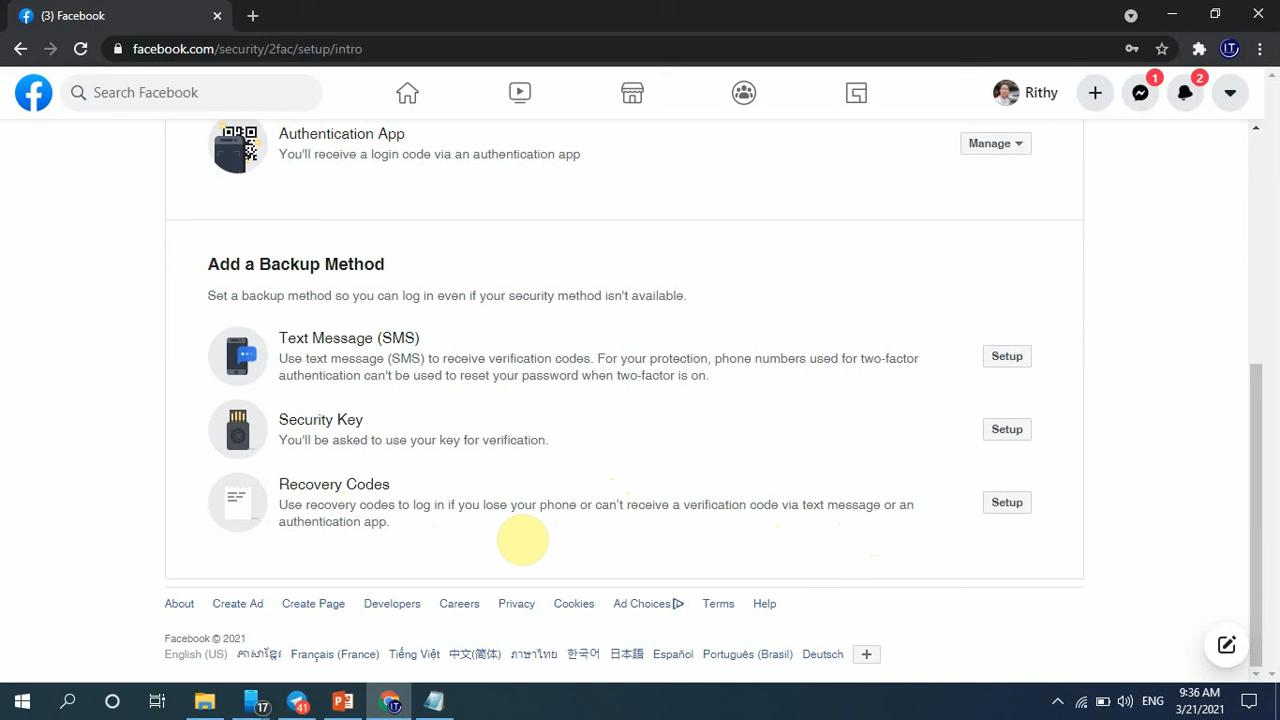 (3) Facebook
facebook.com/security/2fac/setup/intro
IT
Search Facebook
Rithy
1
2
Authentication App
You'll receive a login code via an authentication app
Manage
Add a Backup Method
Set a backup method so you can log in even if your security method isn't available.
Text Message (SMS)
Use text message (SMS) to receive verification codes. For your protection, phone numbers used for two-factor
authentication can't be used to reset your password when two-factor is on.
Setup
Security Key
You'll be asked to use your key for verification.
Setup
Recovery Codes
Use recovery codes to log in if you lose your phone or can't receive a verification code via text message or an
authentication app.
Setup
About Create Ad Create Page Developers Careers Privacy Cookies Ad Choices Terms Help
Facebook © 2021
English (US) ភាសាខ្មែរ Français (France) Tiếng Việt 中文(简体) ภาษาไทย 한국어 日本語 Español Português (Brasil) Deutsch
17
41
IT
ENG
9:36 AM
3/21/2021